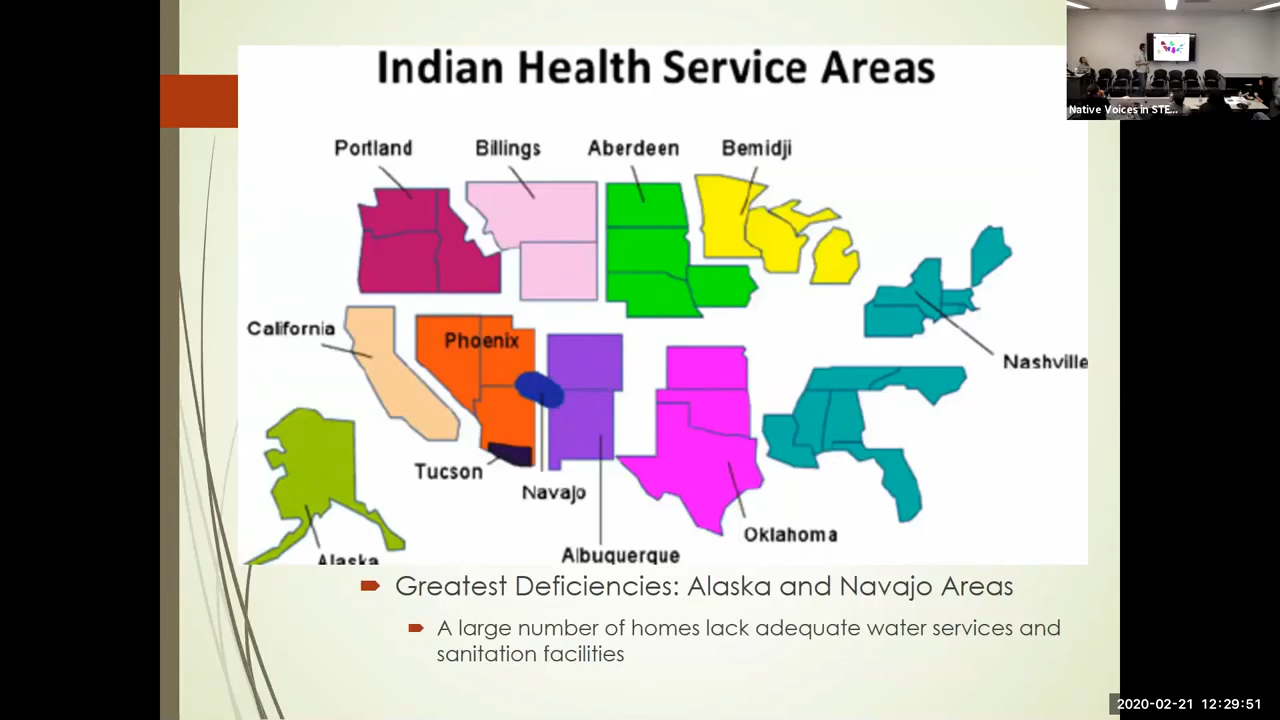 Indian Health Service Areas
Native Voices in STE...
Portland
Billings
Aberdeen
Bemidji
California
Phoenix
Nashville
Tucson
Navajo
Oklahoma
Albuquerque
Alaska
Greatest Deficiencies: Alaska and Navajo Areas
A large number of homes lack adequate water services and
sanitation facilities
2020-02-21 12:29:51